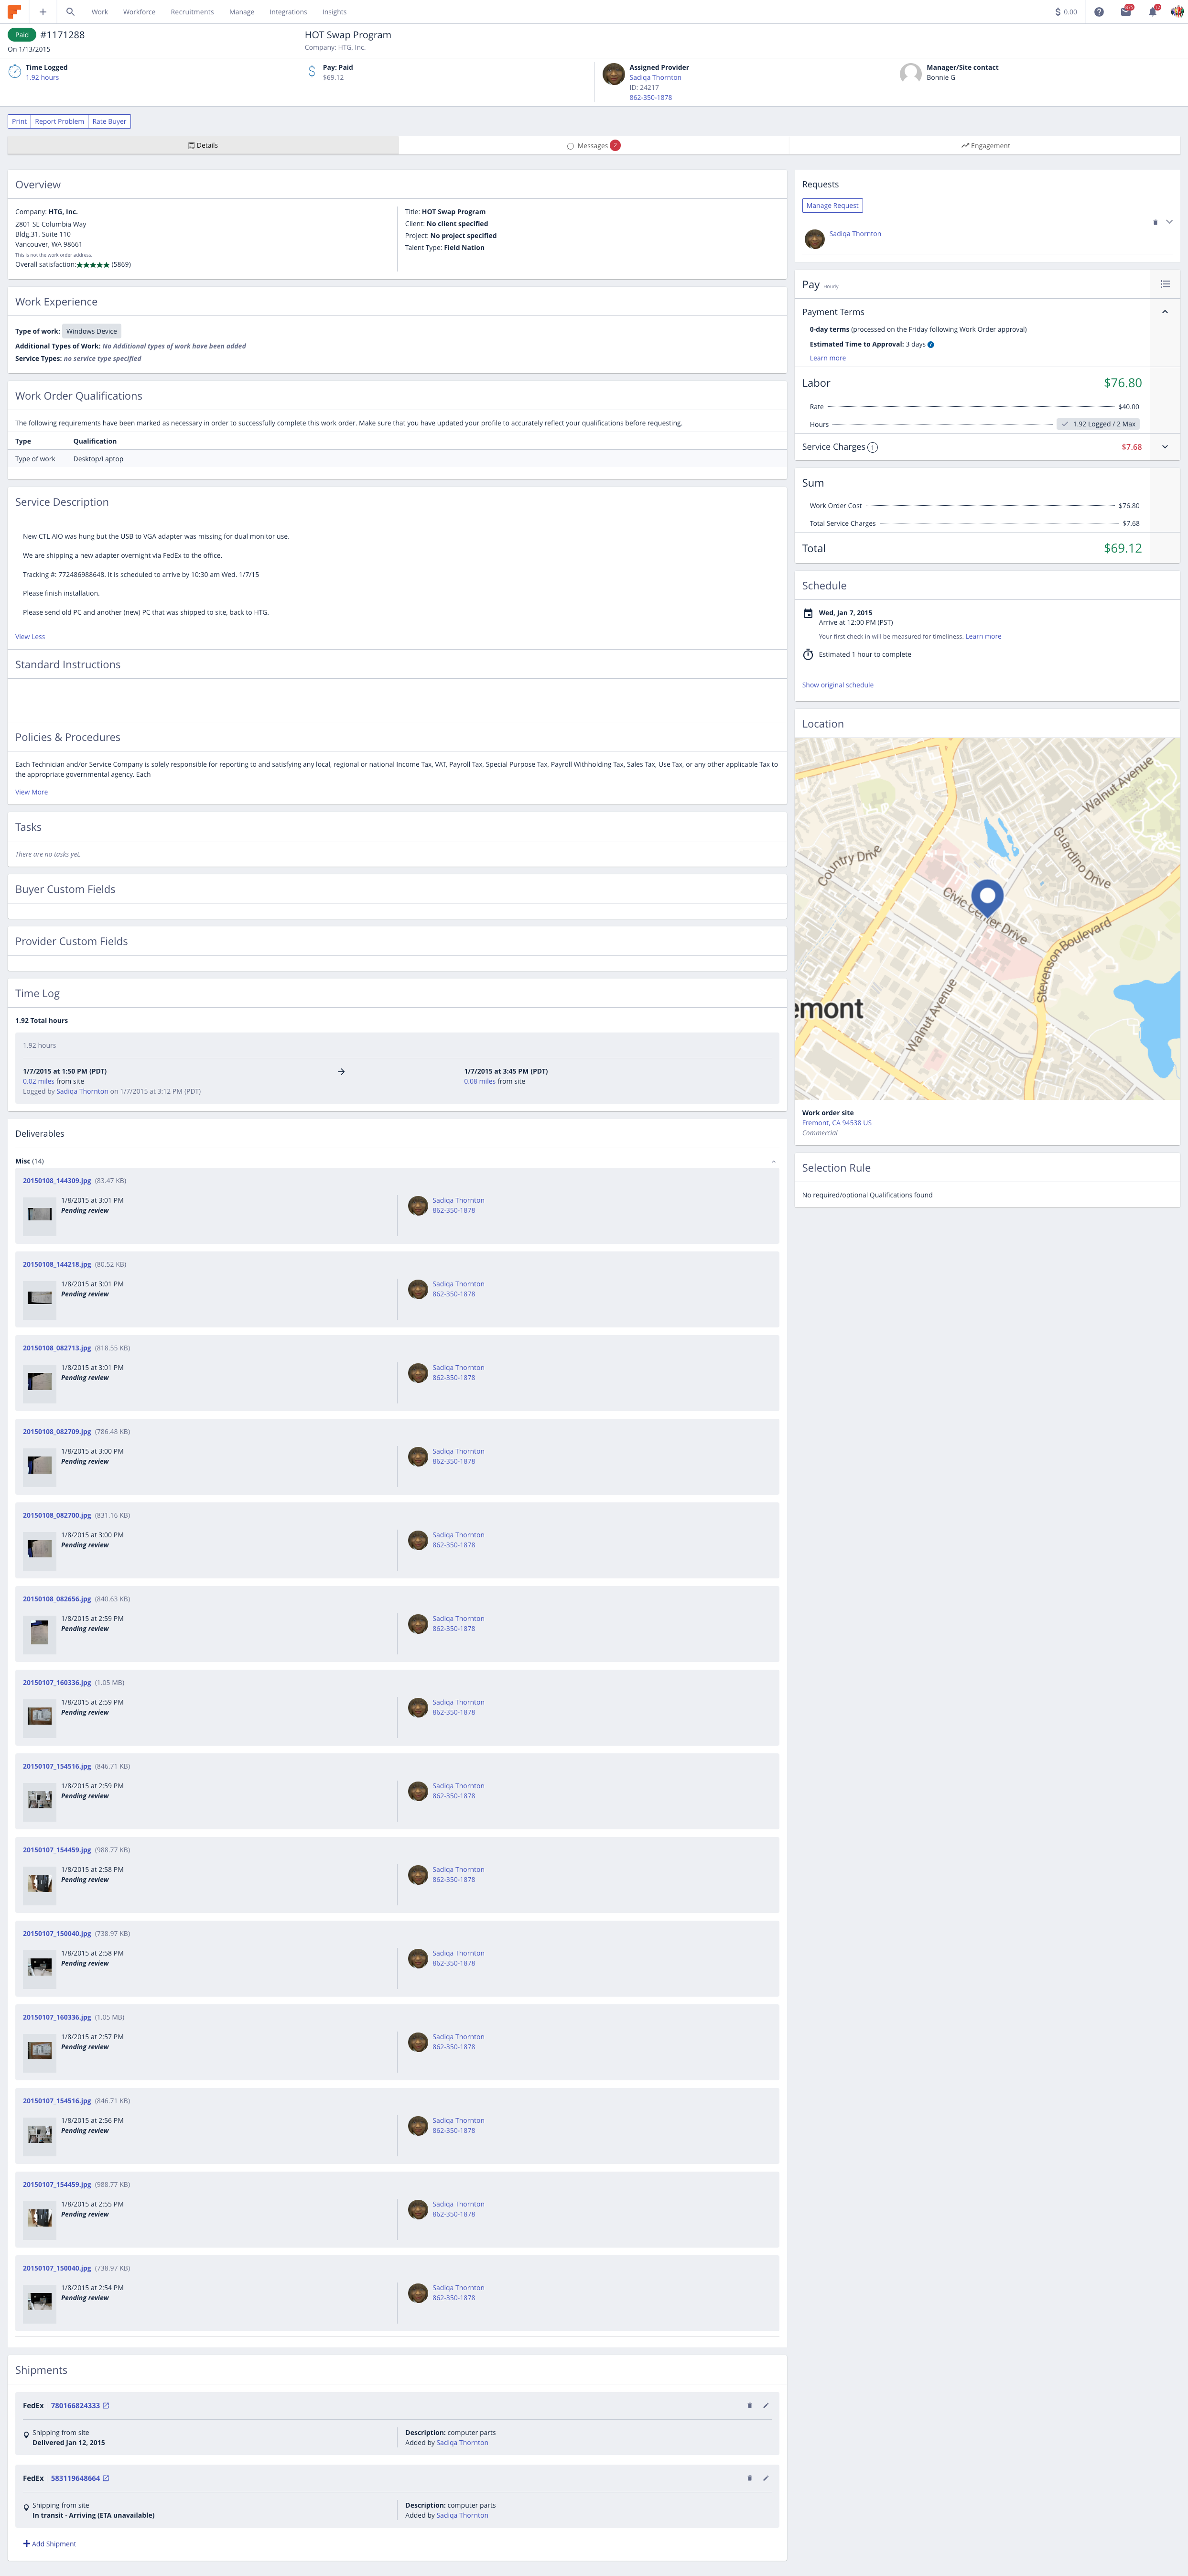 Work Workforce Recruitments Manage Integrations Insights
$ 0.00
Paid #1171288
On 1/13/2015
HOT Swap Program
Company: HTG, Inc.
Time Logged
1.92 hours
Pay: Paid
$69.12
Assigned Provider
Sadiqa Thornton
ID: 24217
862-350-1878
Manager/Site contact
Bonnie G
Print Report Problem Rate Buyer
Details
Messages 2
Engagement
Overview
Company: HTG, Inc.
2801 SE Columbia Way
Bldg.31, Suite 110
Vancouver, WA 98661
This is not the work order address.
Overall satisfaction: (5869)
Title: HOT Swap Program
Client: No client specified
Project: No project specified
Talent Type: Field Nation
Work Experience
Type of work: Windows Device
Additional Types of Work: No Additional types of work have been added
Service Types: no service type specified
Work Order Qualifications
The following requirements have been marked as necessary in order to successfully complete this work order. Make sure that you have updated your profile to accurately reflect your qualifications before requesting.
Type Qualification
Type of work Desktop/Laptop
Service Description
New CTL AIO was hung but the USB to VGA adapter was missing for dual monitor use.
We are shipping a new adapter overnight via FedEx to the office.
Tracking #: 772486988648. It is scheduled to arrive by 10:30 am Wed. 1/7/15
Please finish installation.
Please send old PC and another (new) PC that was shipped to site, back to HTG.
View Less
Standard Instructions
Policies & Procedures
Each Technician and/or Service Company is solely responsible for reporting to and satisfying any local, regional or national Income Tax, VAT, Payroll Tax, Special Purpose Tax, Payroll Withholding Tax, Sales Tax, Use Tax, or any other applicable Tax to
the appropriate governmental agency. Each
View More
Tasks
There are no tasks yet.
Buyer Custom Fields
Provider Custom Fields
Time Log
1.92 Total hours
1.92 hours
1/7/2015 at 1:50 PM (PDT)
0.02 miles from site
Logged by Sadiqa Thornton on 1/7/2015 at 3:12 PM (PDT)
1/7/2015 at 3:45 PM (PDT)
0.08 miles from site
Deliverables
Misc (14)
20150108_144309.jpg (83.47 KB)
1/8/2015 at 3:01 PM
Pending review
Sadiqa Thornton
862-350-1878
20150108_144218.jpg (80.52 KB)
1/8/2015 at 3:01 PM
Pending review
Sadiqa Thornton
862-350-1878
20150108_082713.jpg (818.55 KB)
1/8/2015 at 3:01 PM
Pending review
Sadiqa Thornton
862-350-1878
20150108_082709.jpg (786.48 KB)
1/8/2015 at 3:00 PM
Pending review
Sadiqa Thornton
862-350-1878
20150108_082700.jpg (831.16 KB)
1/8/2015 at 3:00 PM
Pending review
Sadiqa Thornton
862-350-1878
20150108_082656.jpg (840.63 KB)
1/8/2015 at 2:59 PM
Pending review
Sadiqa Thornton
862-350-1878
20150107_160336.jpg (1.05 MB)
1/8/2015 at 2:59 PM
Pending review
Sadiqa Thornton
862-350-1878
20150107_154516.jpg (846.71 KB)
1/8/2015 at 2:59 PM
Pending review
Sadiqa Thornton
862-350-1878
20150107_154459.jpg (988.77 KB)
1/8/2015 at 2:58 PM
Pending review
Sadiqa Thornton
862-350-1878
20150107_150040.jpg (738.97 KB)
1/8/2015 at 2:58 PM
Pending review
Sadiqa Thornton
862-350-1878
20150107_160336.jpg (1.05 MB)
1/8/2015 at 2:57 PM
Pending review
Sadiqa Thornton
862-350-1878
20150107_154516.jpg (846.71 KB)
1/8/2015 at 2:56 PM
Pending review
Sadiqa Thornton
862-350-1878
20150107_154459.jpg (988.77 KB)
1/8/2015 at 2:55 PM
Pending review
Sadiqa Thornton
862-350-1878
20150107_150040.jpg (738.97 KB)
1/8/2015 at 2:54 PM
Pending review
Sadiqa Thornton
862-350-1878
Shipments
FedEx 780166824333
Shipping from site
Delivered Jan 12, 2015
Description: computer parts
Added by Sadiqa Thornton
FedEx 583119648664
Shipping from site
In transit - Arriving (ETA unavailable)
Description: computer parts
Added by Sadiqa Thornton
Add Shipment
Requests
Manage Request
Sadiqa Thornton
Pay Hourly
Payment Terms
0-day terms (processed on the Friday following Work Order approval)
Estimated Time to Approval: 3 days
Learn more
Labor $76.80
Rate $40.00
Hours 1.92 Logged / 2 Max
Service Charges 1 $7.68
Sum
Work Order Cost $76.80
Total Service Charges $7.68
Total $69.12
Schedule
Wed, Jan 7, 2015
Arrive at 12:00 PM (PST)
Your first check in will be measured for timeliness. Learn more
Estimated 1 hour to complete
Show original schedule
Location
Walnut Avenue
Guardino Drive
Country Drive
Civic Center Drive
Stevenson Boulevard
Walnut Avenue
emont
Work order site
Fremont, CA 94538 US
Commercial
Selection Rule
No required/optional Qualifications found